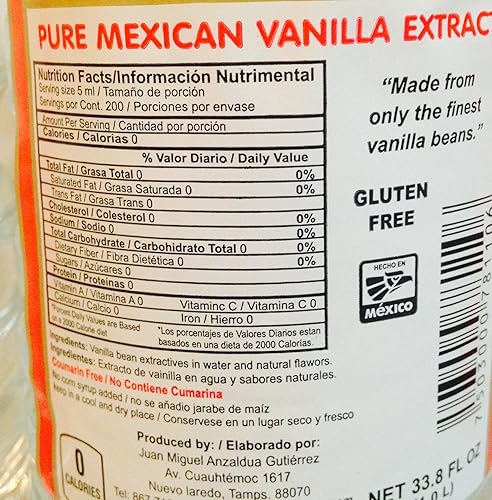 PURE MEXICAN VANILLA EXTRACT
Nutrition Facts/Información Nutrimental
Serving size 5 ml / Tamaño de porción
Servings por Cont. 200 / Porciones por envase
Amount Per Serving / Cantidad por porción
Calories / Calorias 0
% Valor Diario / Daily Value
Total Fat / Grasa Total 0 0%
Saturated Fat / Grasa Saturada 0 0%
Trans Fat / Grasa Trans 0
Cholesterol / Colesterol 0 0%
Sodium / Sodio 0 0%
Total Carbohydrate / Carbohidrato Total 0 0%
Dietary Fiber / Fibra Dietética 0 0%
Sugars / Azúcares 0
Protein / Proteinas 0
Vitamin A / Vitamina A 0 Vitaminc C / Vitamina C 0
Calcium / Calcio 0 Iron / Hierro 0
*Percent Daily Values are Based
on a 2000 Calorie diet
*Los porcentajes de Valores Diarios estan
basados en una dieta de 2000 Calorías.
Ingredients: Vanilla bean extractives in water and natural flavors.
Ingredientes: Extracto de vainilla en agua y sabores naturales.
Coumarin Free / No Contiene Cumarina
No corn syrup added / no se añadio jarabe de maíz
keep in a cool and dry place / Conservese en un lugar seco y fresco
0
CALORIES
Produced by: / Elaborado por:
Juan Miguel Anzaldua Gutiérrez
Av. Cuauhtémoc 1617
Nuevo laredo, Tamps. 88070
"Made from
only the finest
vanilla beans."
GLUTEN
FREE
HECHO EN
MÉXICO
NET 33.8 FL OZ